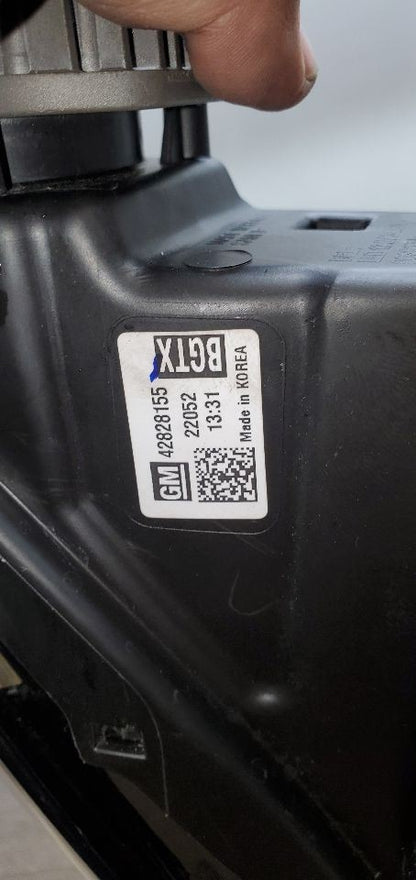 GM 42828155
22052
13:31
Made in KOREA
BGTX